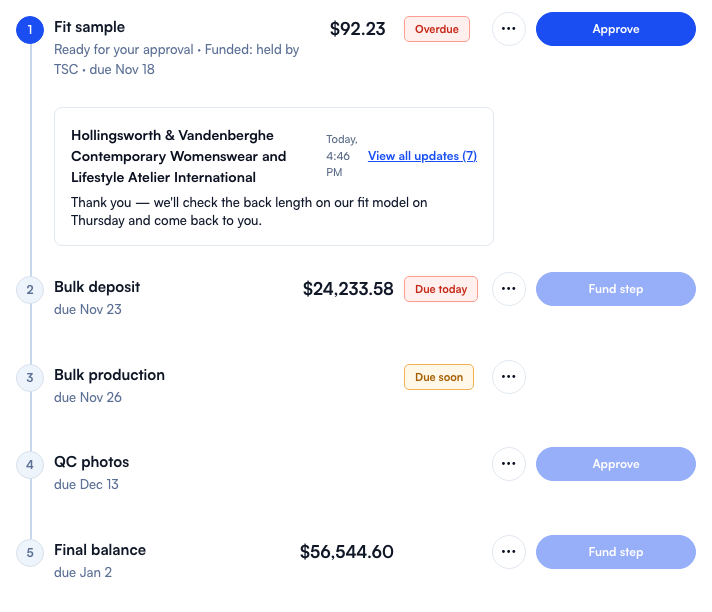 1
Fit sample
$92.23
Overdue
•••
Approve
Ready for your approval · Funded: held by
TSC · due Nov 18
Hollingsworth & Vandenberghe
Contemporary Womenswear and
Lifestyle Atelier International
Today,
4:46
PM
View all updates (7)
Thank you — we'll check the back length on our fit model on
Thursday and come back to you.
2
Bulk deposit
$24,233.58
Due today
•••
Fund step
due Nov 23
3
Bulk production
Due soon
•••
due Nov 26
4
QC photos
•••
Approve
due Dec 13
5
Final balance
$56,544.60
•••
Fund step
due Jan 2